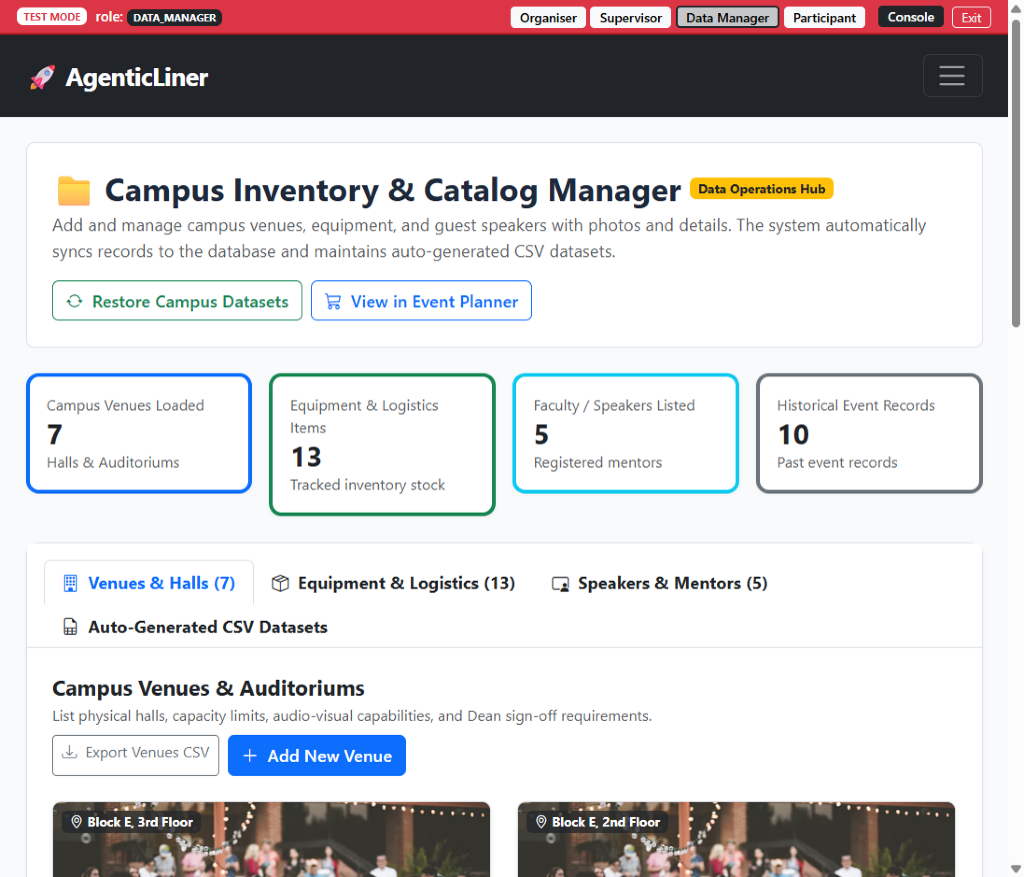 TEST MODE role: DATA_MANAGER Organiser Supervisor Data Manager Participant Console Exit
AgenticLiner
Campus Inventory & Catalog Manager Data Operations Hub
Add and manage campus venues, equipment, and guest speakers with photos and details. The system automatically
syncs records to the database and maintains auto-generated CSV datasets.
Restore Campus Datasets View in Event Planner
Campus Venues Loaded
7
Halls & Auditoriums
Equipment & Logistics
Items
13
Tracked inventory stock
Faculty / Speakers Listed
5
Registered mentors
Historical Event Records
10
Past event records
Venues & Halls (7) Equipment & Logistics (13) Speakers & Mentors (5)
Auto-Generated CSV Datasets
Campus Venues & Auditoriums
List physical halls, capacity limits, audio-visual capabilities, and Dean sign-off requirements.
Export Venues CSV + Add New Venue
Block E, 3rd Floor Block E, 2nd Floor